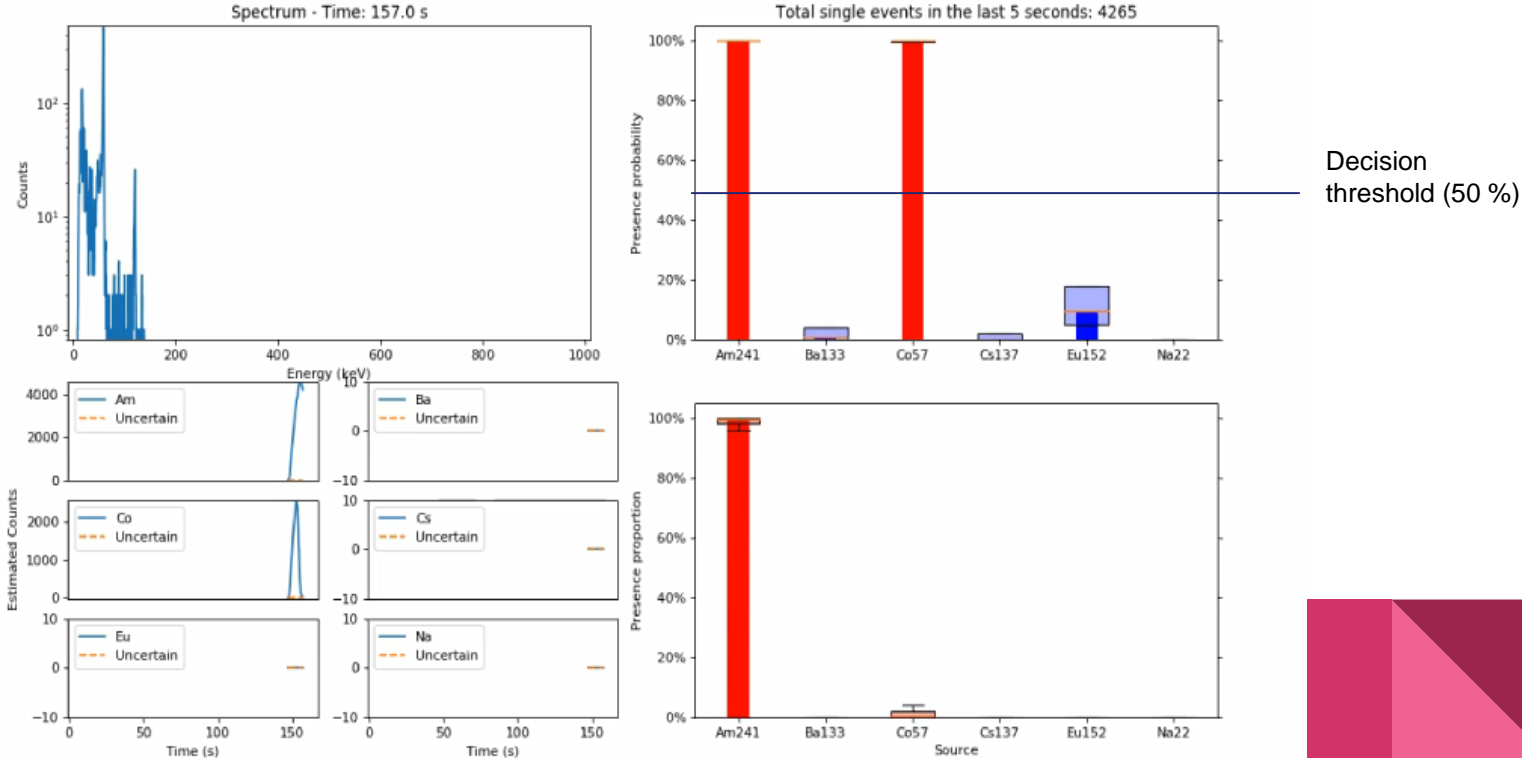 Spectrum - Time: 157.0 s
Counts
10²
10¹
10⁰
0 200 400 600 800 1000
Energy (keV)
Total single events in the last 5 seconds: 4265
Presence probability
100%
80%
60%
40%
20%
0%
Am241 Ba133 Co57 Cs137 Eu152 Na22
Decision
threshold (50 %)
Estimated Counts
4000
2000
0
Am
Uncertain
10
0
−10
Ba
Uncertain
2000
1000
0
Co
Uncertain
10
0
−10
Cs
Uncertain
10
0
−10
Eu
Uncertain
0 50 100 150
Time (s)
10
0
−10
Na
Uncertain
0 50 100 150
Time (s)
Presence proportion
100%
80%
60%
40%
20%
0%
Am241 Ba133 Co57 Cs137 Eu152 Na22
Source